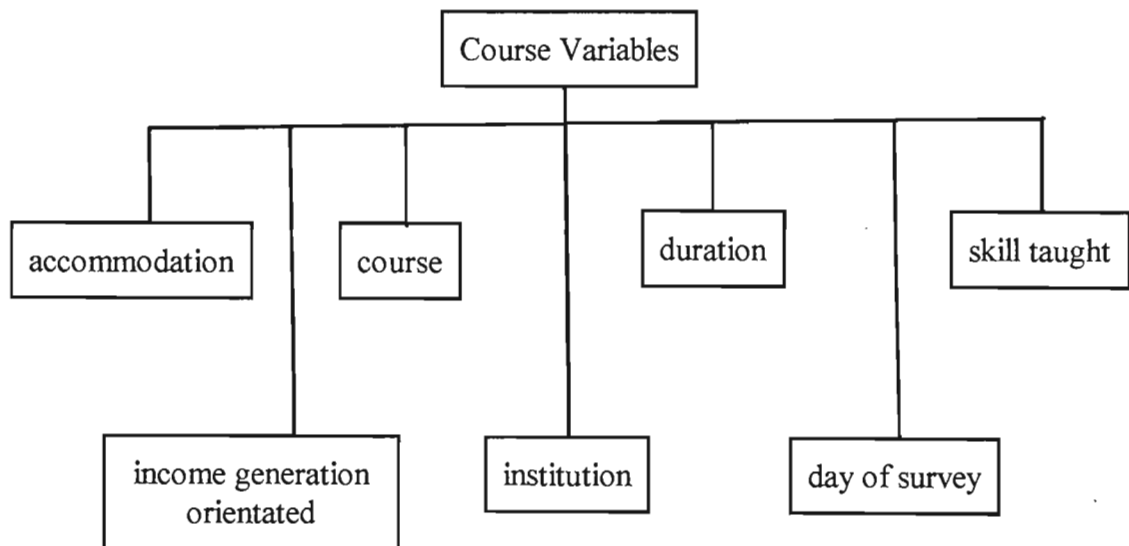 Course Variables
accommodation
course
duration
skill taught
income generation
orientated
institution
day of survey